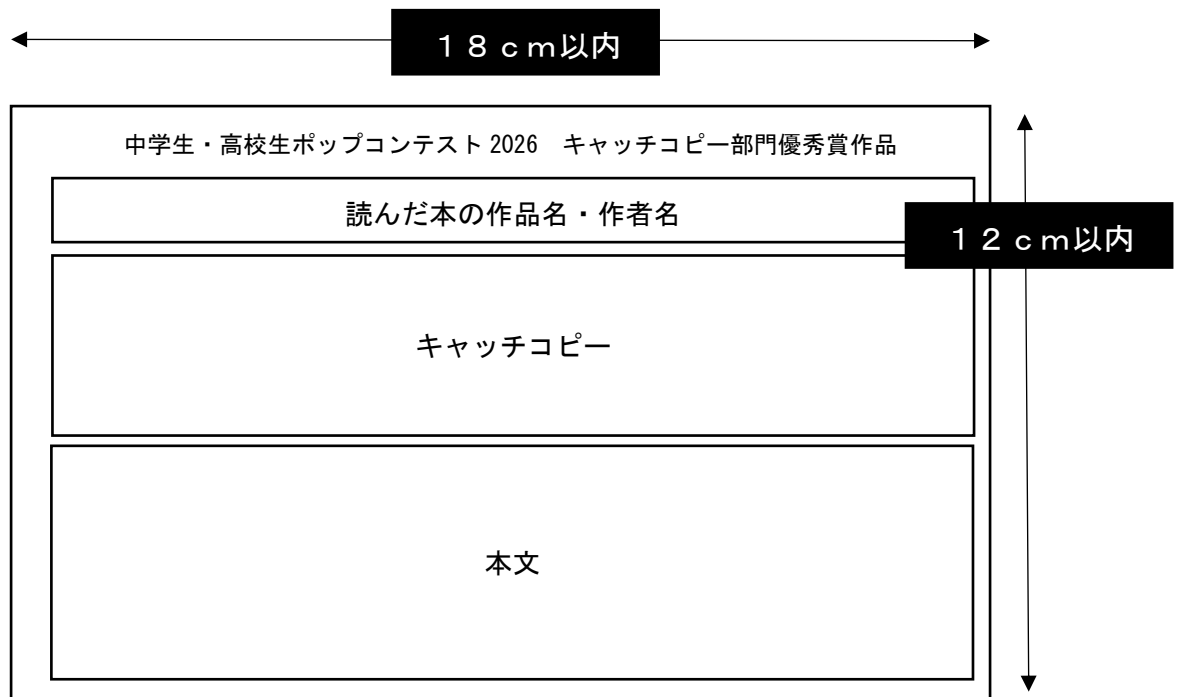 １８ｃｍ以内
中学生・高校生ポップコンテスト 2026　キャッチコピー部門優秀賞作品
読んだ本の作品名・作者名
１２ｃｍ以内
キャッチコピー
本文